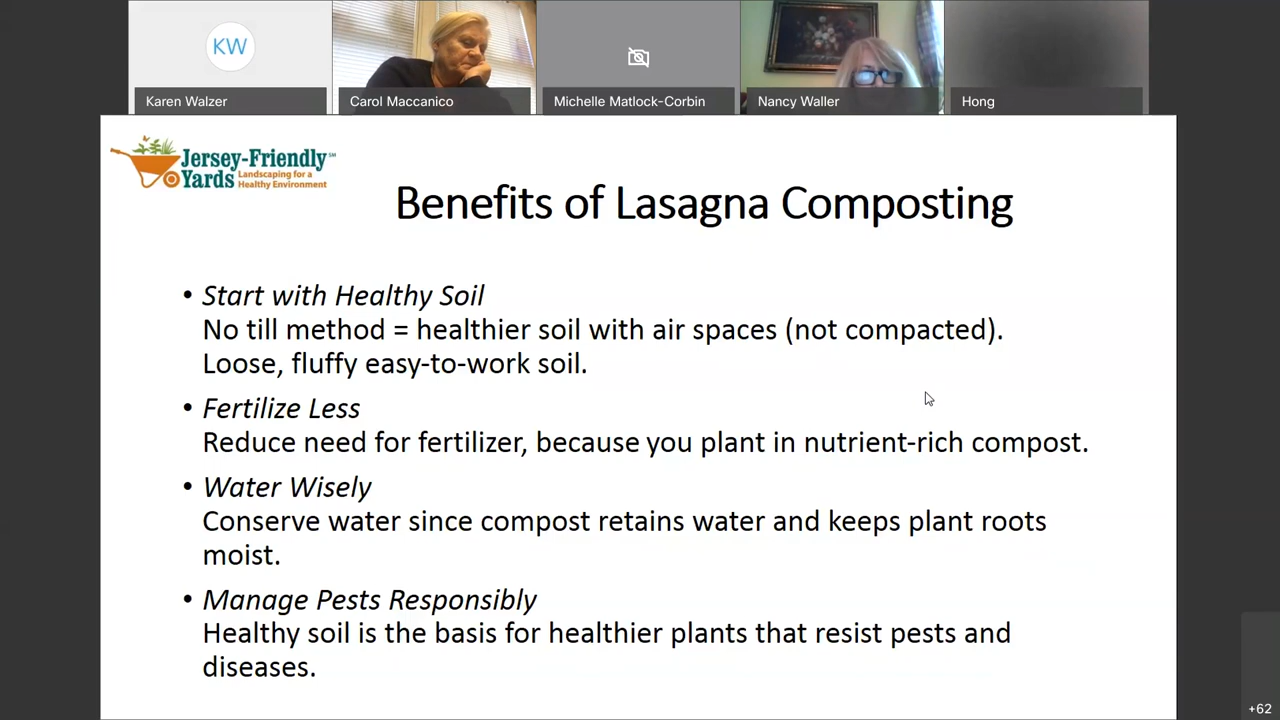 KW
Karen Walzer
Carol Maccanico
Michelle Matlock-Corbin
Nancy Waller
Hong
Jersey-Friendly℠
Yards
Landscaping for a
Healthy Environment
Benefits of Lasagna Composting
• Start with Healthy Soil
No till method = healthier soil with air spaces (not compacted).
Loose, fluffy easy-to-work soil.
• Fertilize Less
Reduce need for fertilizer, because you plant in nutrient-rich compost.
• Water Wisely
Conserve water since compost retains water and keeps plant roots
moist.
• Manage Pests Responsibly
Healthy soil is the basis for healthier plants that resist pests and
diseases.
+62